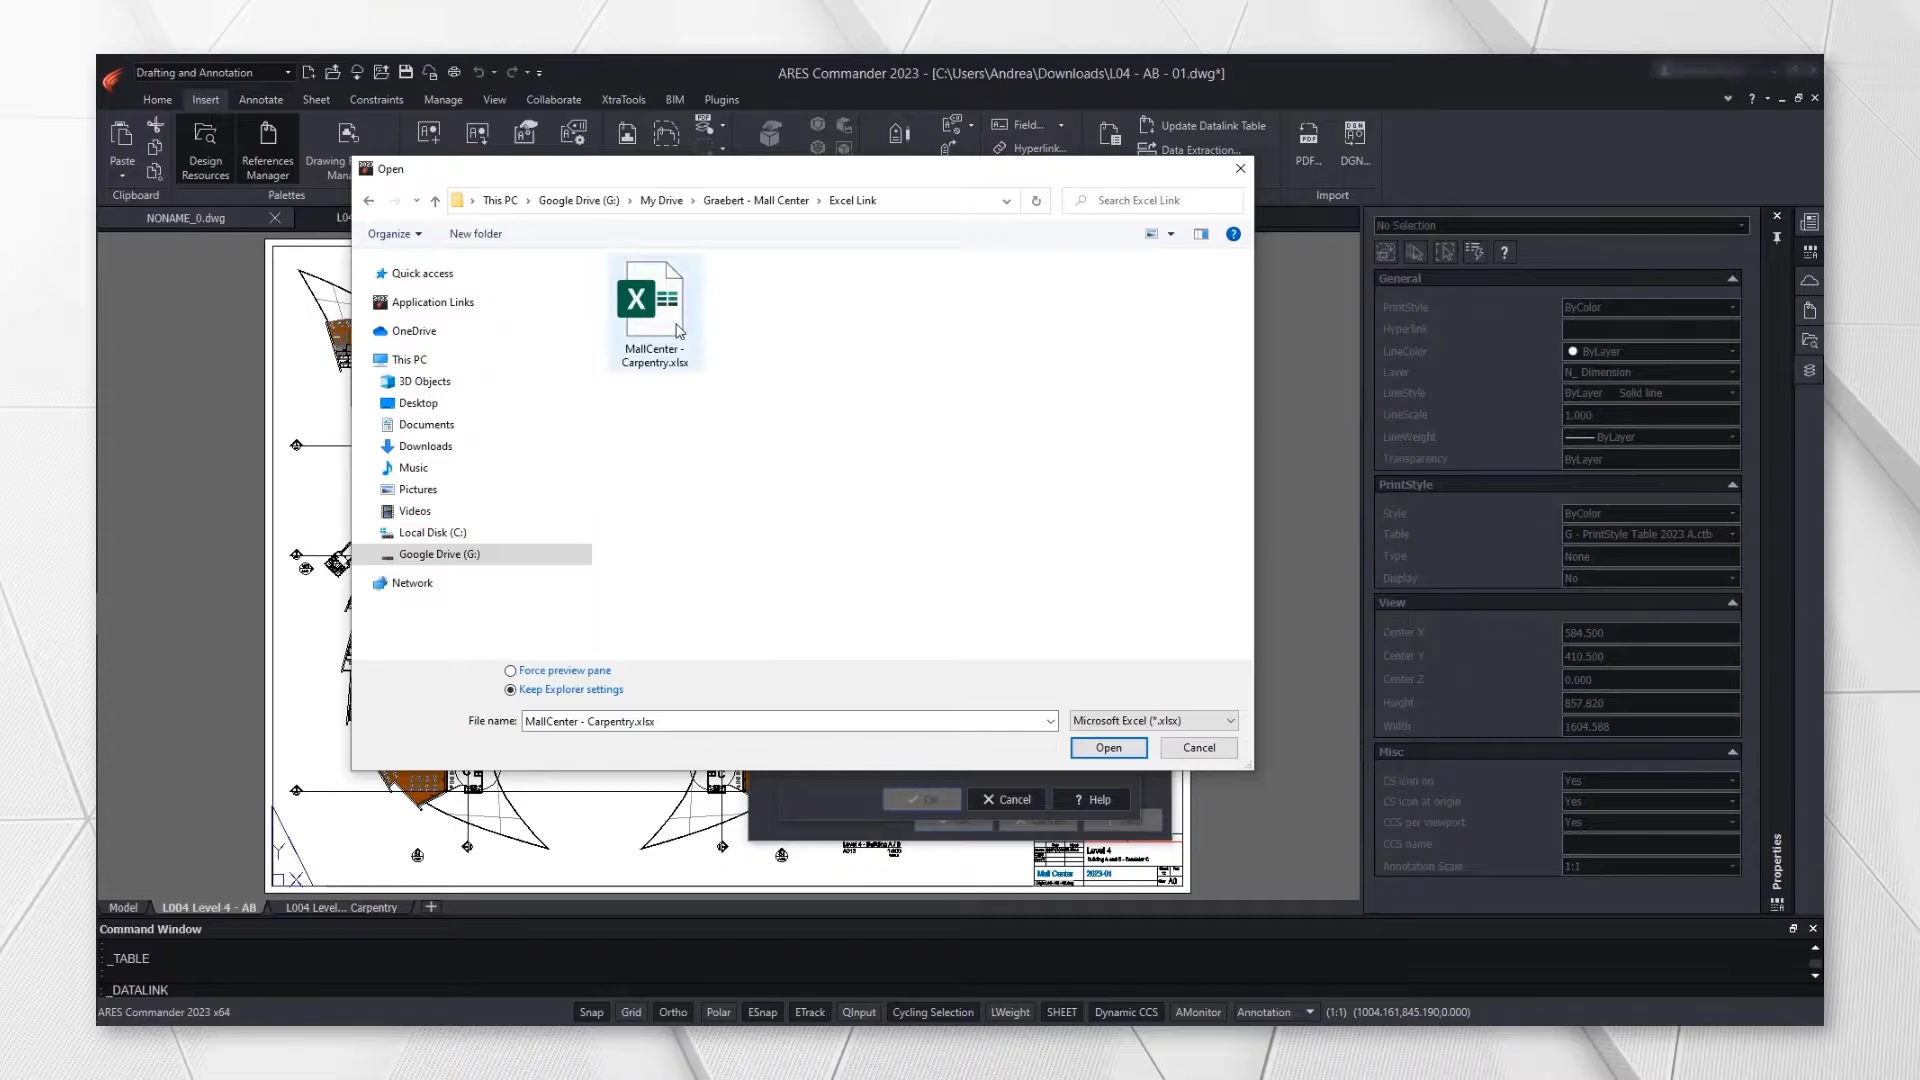 Drafting and Annotation
ARES Commander 2023 - [C:\Users\Andrea\Downloads\L04 - AB - 01.dwg*]
Home Insert Annotate Sheet Constraints Manage View Collaborate XtraTools BIM Plugins
Paste
Design
Resources
References
Manager
Drawing
Field...
Hyperlink...
Update Datalink Table
Data Extraction...
PDF...
DGN...
Clipboard
Palettes
Import
NONAME_0.dwg
Open
This PC › Google Drive (G:) › My Drive › Graebert - Mall Center › Excel Link
Search Excel Link
Organize
New folder
Quick access
Application Links
OneDrive
This PC
3D Objects
Desktop
Documents
Downloads
Music
Pictures
Videos
Local Disk (C:)
Google Drive (G:)
Network
MallCenter -
Carpentry.xlsx
Force preview pane
Keep Explorer settings
File name: MallCenter - Carpentry.xlsx
Microsoft Excel (*.xlsx)
Open
Cancel
Cancel
? Help
No Selection
General
PrintStyle ByColor
Hyperlink
LineColor ByLayer
Layer N_ Dimension
LineStyle ByLayer Solid line
LineScale 1.000
LineWeight ByLayer
Transparency ByLayer
PrintStyle
Style ByColor
Table G - PrintStyle Table 2023 A.ctb
Type None
Display No
View
Center X 584.500
Center Y 410.500
Center Z 0.000
Height 857.820
Width 1604.588
Misc
CS icon on Yes
CS icon at origin Yes
CCS per viewport Yes
CCS name
Annotation Scale 1:1
Properties
Level 4
Mall Center 2023-01
A0
Model
L004 Level 4 - AB
L004 Level... Carpentry
Command Window
: _TABLE
:
: _DATALINK
ARES Commander 2023 x64
Snap Grid Ortho Polar ESnap ETrack QInput Cycling Selection LWeight SHEET Dynamic CCS AMonitor Annotation (1:1) (1004.161,845.190,0.000)